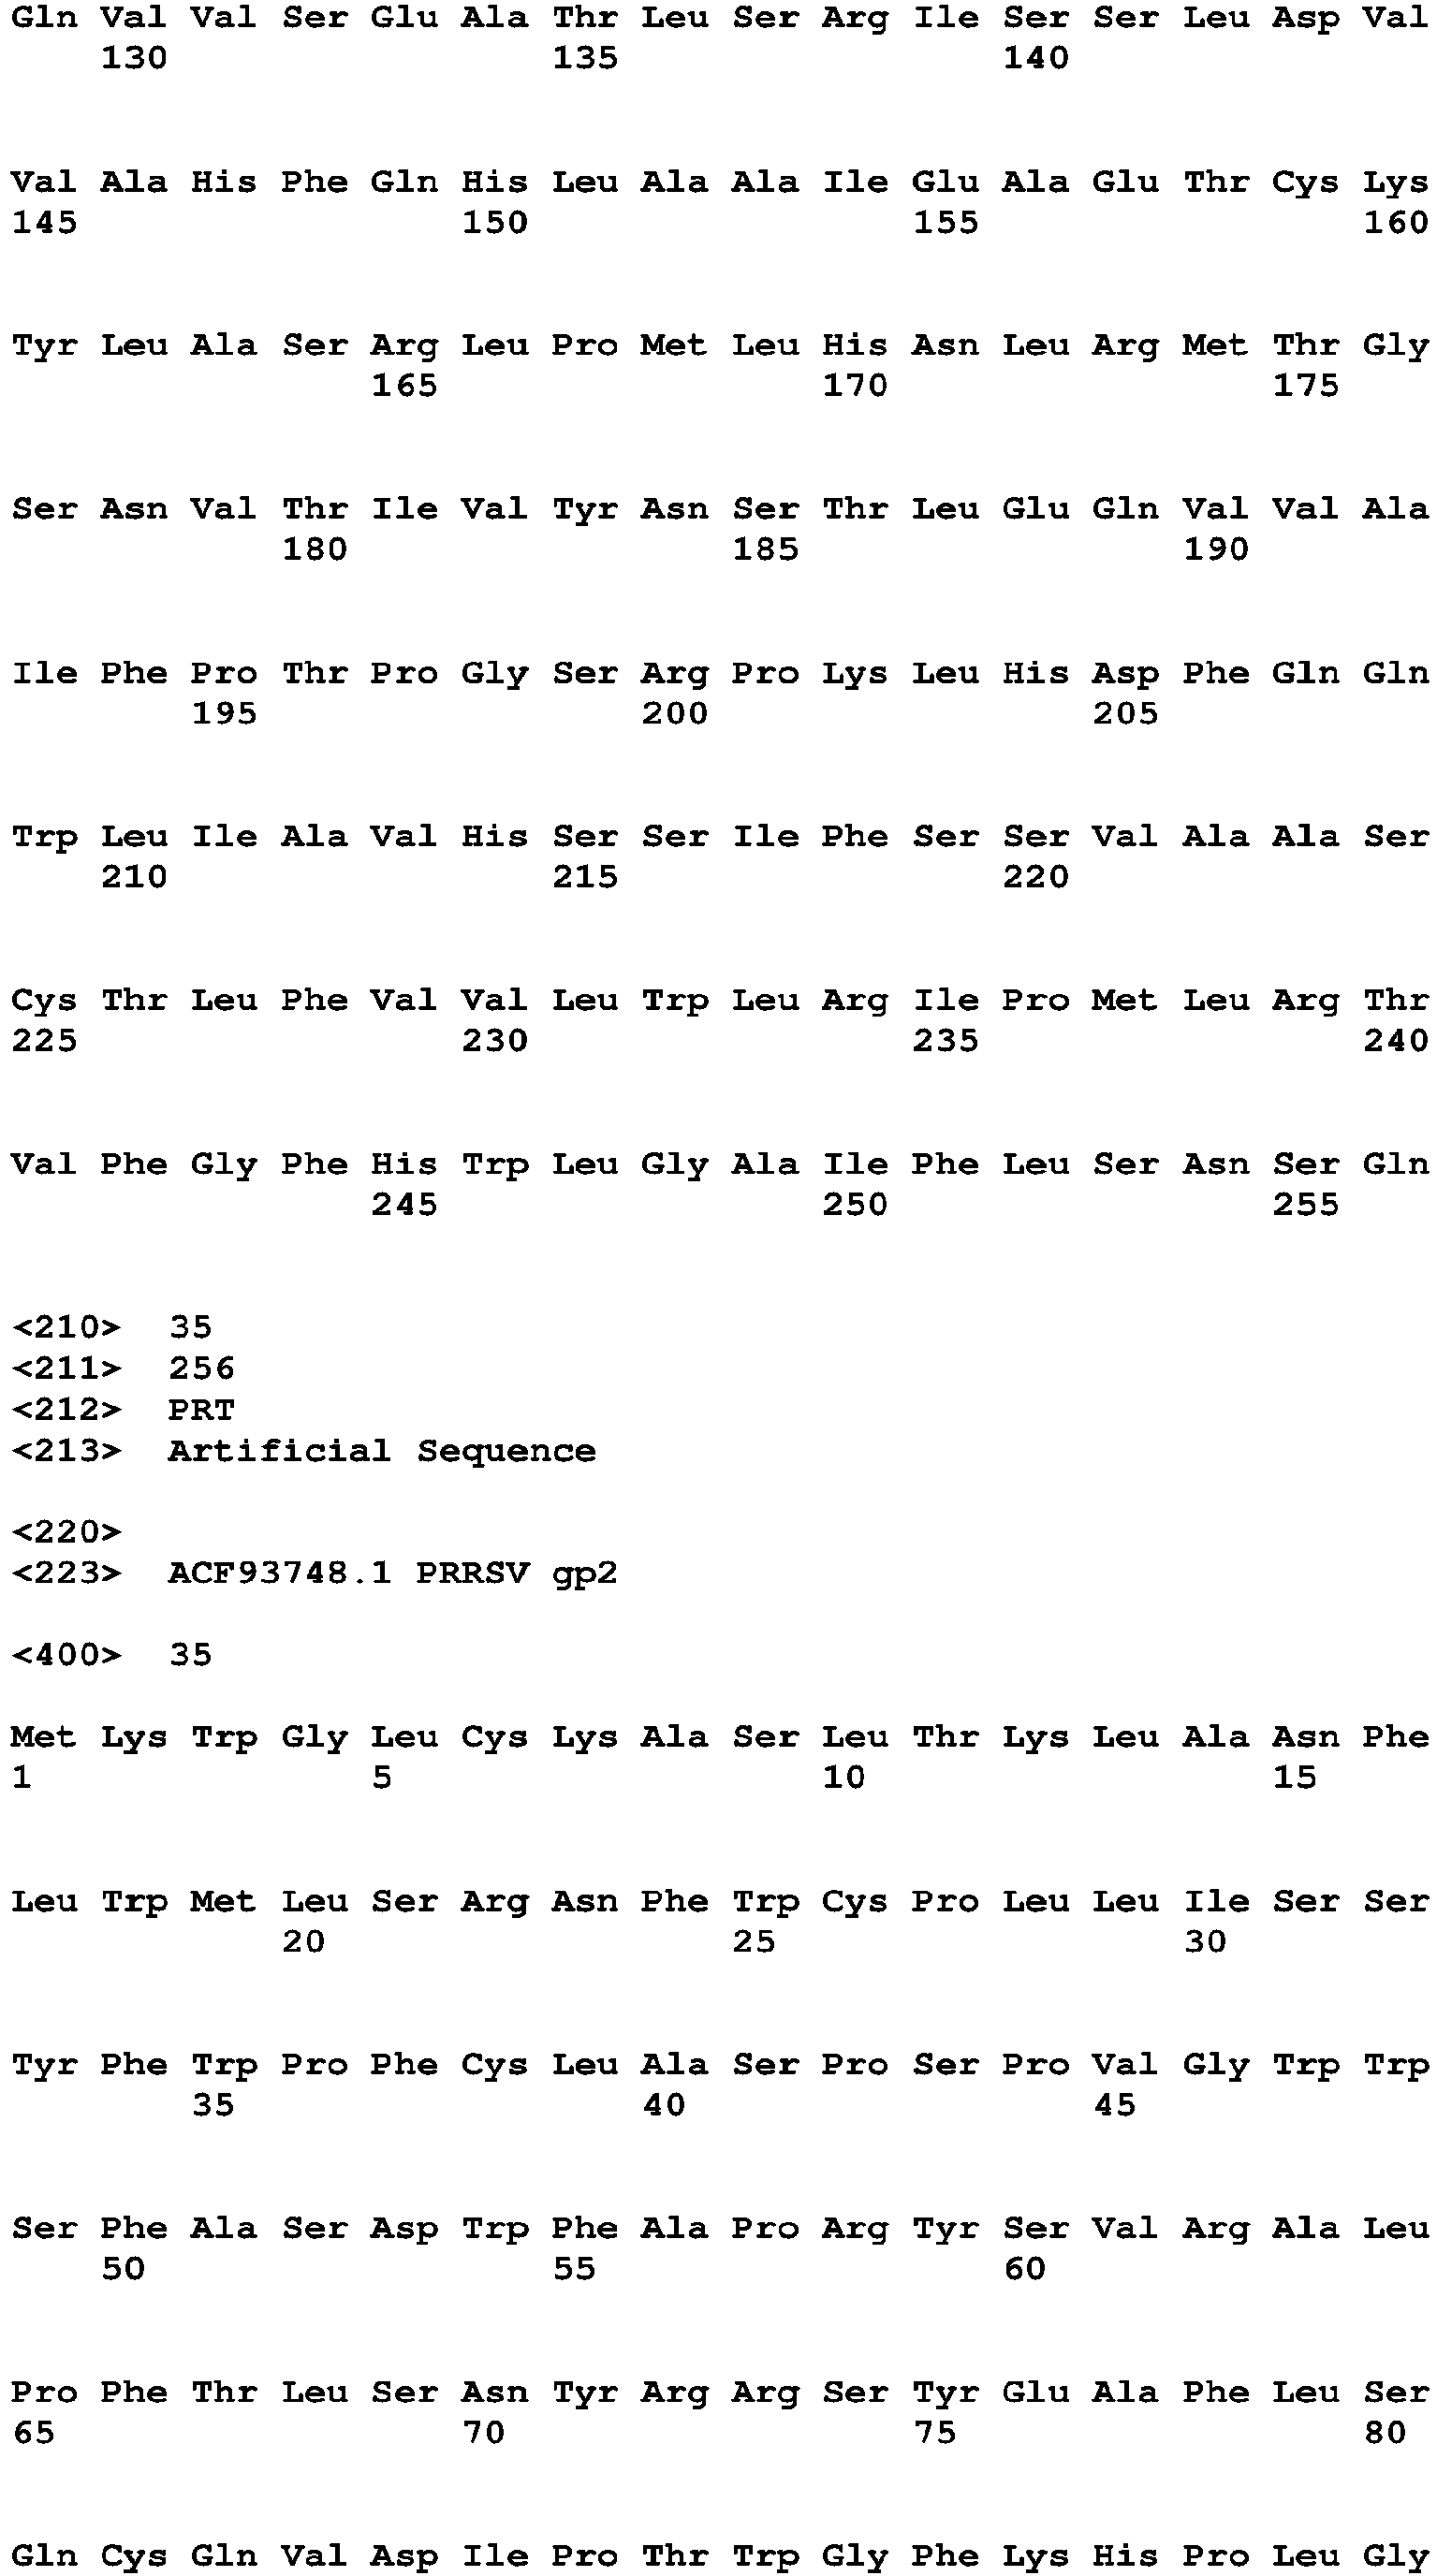 Gln Val Val Ser Glu Ala Thr Leu Ser Arg Ile Ser Ser Leu Asp Val
130 135 140
Val Ala His Phe Gln His Leu Ala Ala Ile Glu Ala Glu Thr Cys Lys
145 150 155 160
Tyr Leu Ala Ser Arg Leu Pro Met Leu His Asn Leu Arg Met Thr Gly
165 170 175
Ser Asn Val Thr Ile Val Tyr Asn Ser Thr Leu Glu Gln Val Val Ala
180 185 190
Ile Phe Pro Thr Pro Gly Ser Arg Pro Lys Leu His Asp Phe Gln Gln
195 200 205
Trp Leu Ile Ala Val His Ser Ser Ile Phe Ser Ser Val Ala Ala Ser
210 215 220
Cys Thr Leu Phe Val Val Leu Trp Leu Arg Ile Pro Met Leu Arg Thr
225 230 235 240
Val Phe Gly Phe His Trp Leu Gly Ala Ile Phe Leu Ser Asn Ser Gln
245 250 255
<210> 35
<211> 256
<212> PRT
<213> Artificial Sequence
<220>
<223> ACF93748.1 PRRSV gp2
<400> 35
Met Lys Trp Gly Leu Cys Lys Ala Ser Leu Thr Lys Leu Ala Asn Phe
1 5 10 15
Leu Trp Met Leu Ser Arg Asn Phe Trp Cys Pro Leu Leu Ile Ser Ser
20 25 30
Tyr Phe Trp Pro Phe Cys Leu Ala Ser Pro Ser Pro Val Gly Trp Trp
35 40 45
Ser Phe Ala Ser Asp Trp Phe Ala Pro Arg Tyr Ser Val Arg Ala Leu
50 55 60
Pro Phe Thr Leu Ser Asn Tyr Arg Arg Ser Tyr Glu Ala Phe Leu Ser
65 70 75 80
Gln Cys Gln Val Asp Ile Pro Thr Trp Gly Phe Lys His Pro Leu Gly